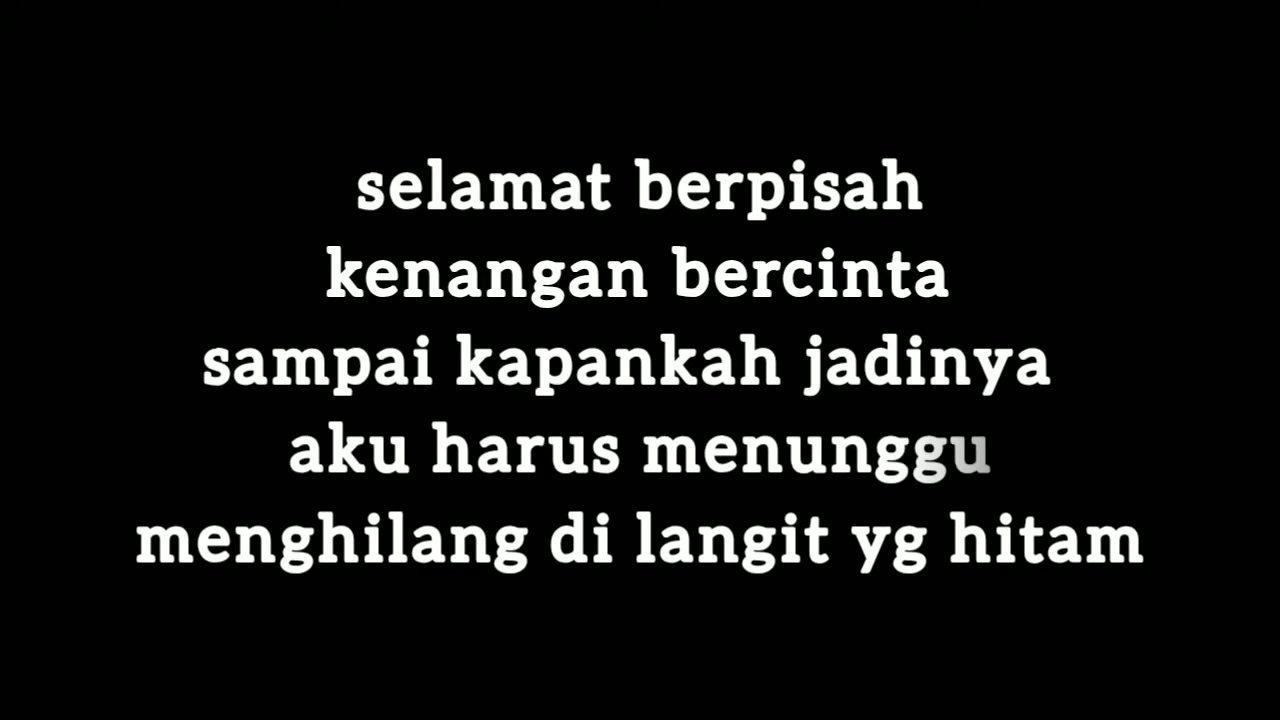 selamat berpisah
kenangan bercinta
sampai kapankah jadinya
aku harus menunggu
menghilang di langit yg hitam